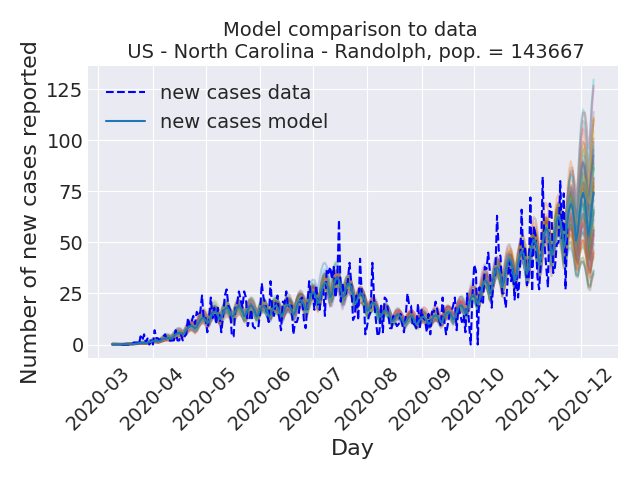 Model comparison to data
US - North Carolina - Randolph, pop. = 143667
new cases data
new cases model
Number of new cases reported
125
100
75
50
25
0
2020-03
2020-04
2020-05
2020-06
2020-07
2020-08
2020-09
2020-10
2020-11
2020-12
Day